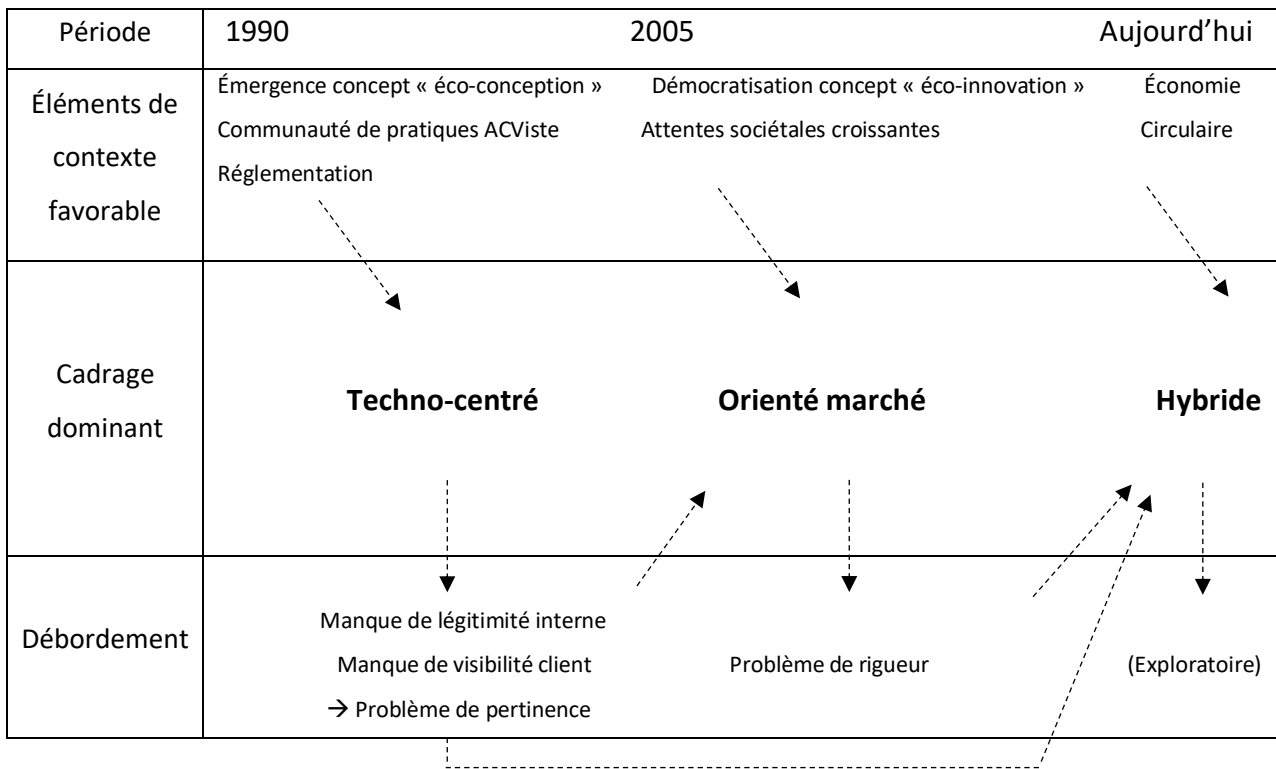 Période
1990
2005
Aujourd’hui
Éléments de
contexte
favorable
Émergence concept « éco-conception »
Communauté de pratiques ACViste
Réglementation
Démocratisation concept « éco-innovation »
Attentes sociétales croissantes
Économie
Circulaire
Cadrage
dominant
Techno-centré
Orienté marché
Hybride
Débordement
Manque de légitimité interne
Manque de visibilité client
→ Problème de pertinence
Problème de rigueur
(Exploratoire)